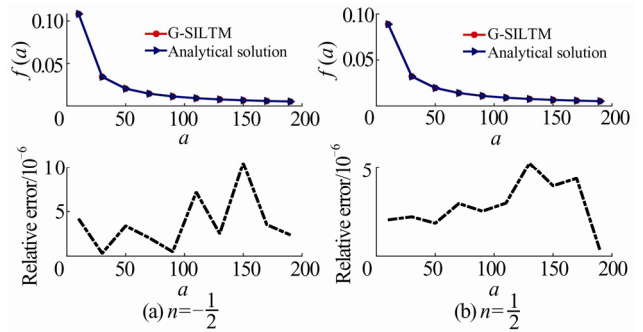 0.10
0.05
f(a)
G-SILTM
Analytical solution
0 50 100 150 200
a
0.10
0.05
f(a)
G-SILTM
Analytical solution
0 50 100 150 200
a
10
5
Relative error/10⁻⁶
0 50 100 150 200
a
(a) n=-1/2
5
Relative error/10⁻⁶
0 50 100 150 200
a
(b) n=1/2